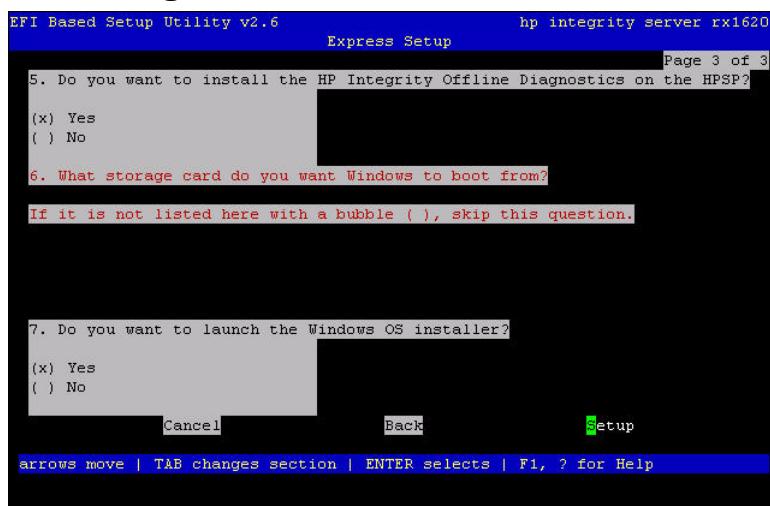 EFI Based Setup Utility v2.6 hp integrity server rx1620
Express Setup
Page 3 of 3
5. Do you want to install the HP Integrity Offline Diagnostics on the HPSP?
(x) Yes
( ) No
6. What storage card do you want Windows to boot from?
If it is not listed here with a bubble ( ), skip this question.
7. Do you want to launch the Windows OS installer?
(x) Yes
( ) No
Cancel Back Setup
arrows move | TAB changes section | ENTER selects | F1, ? for Help